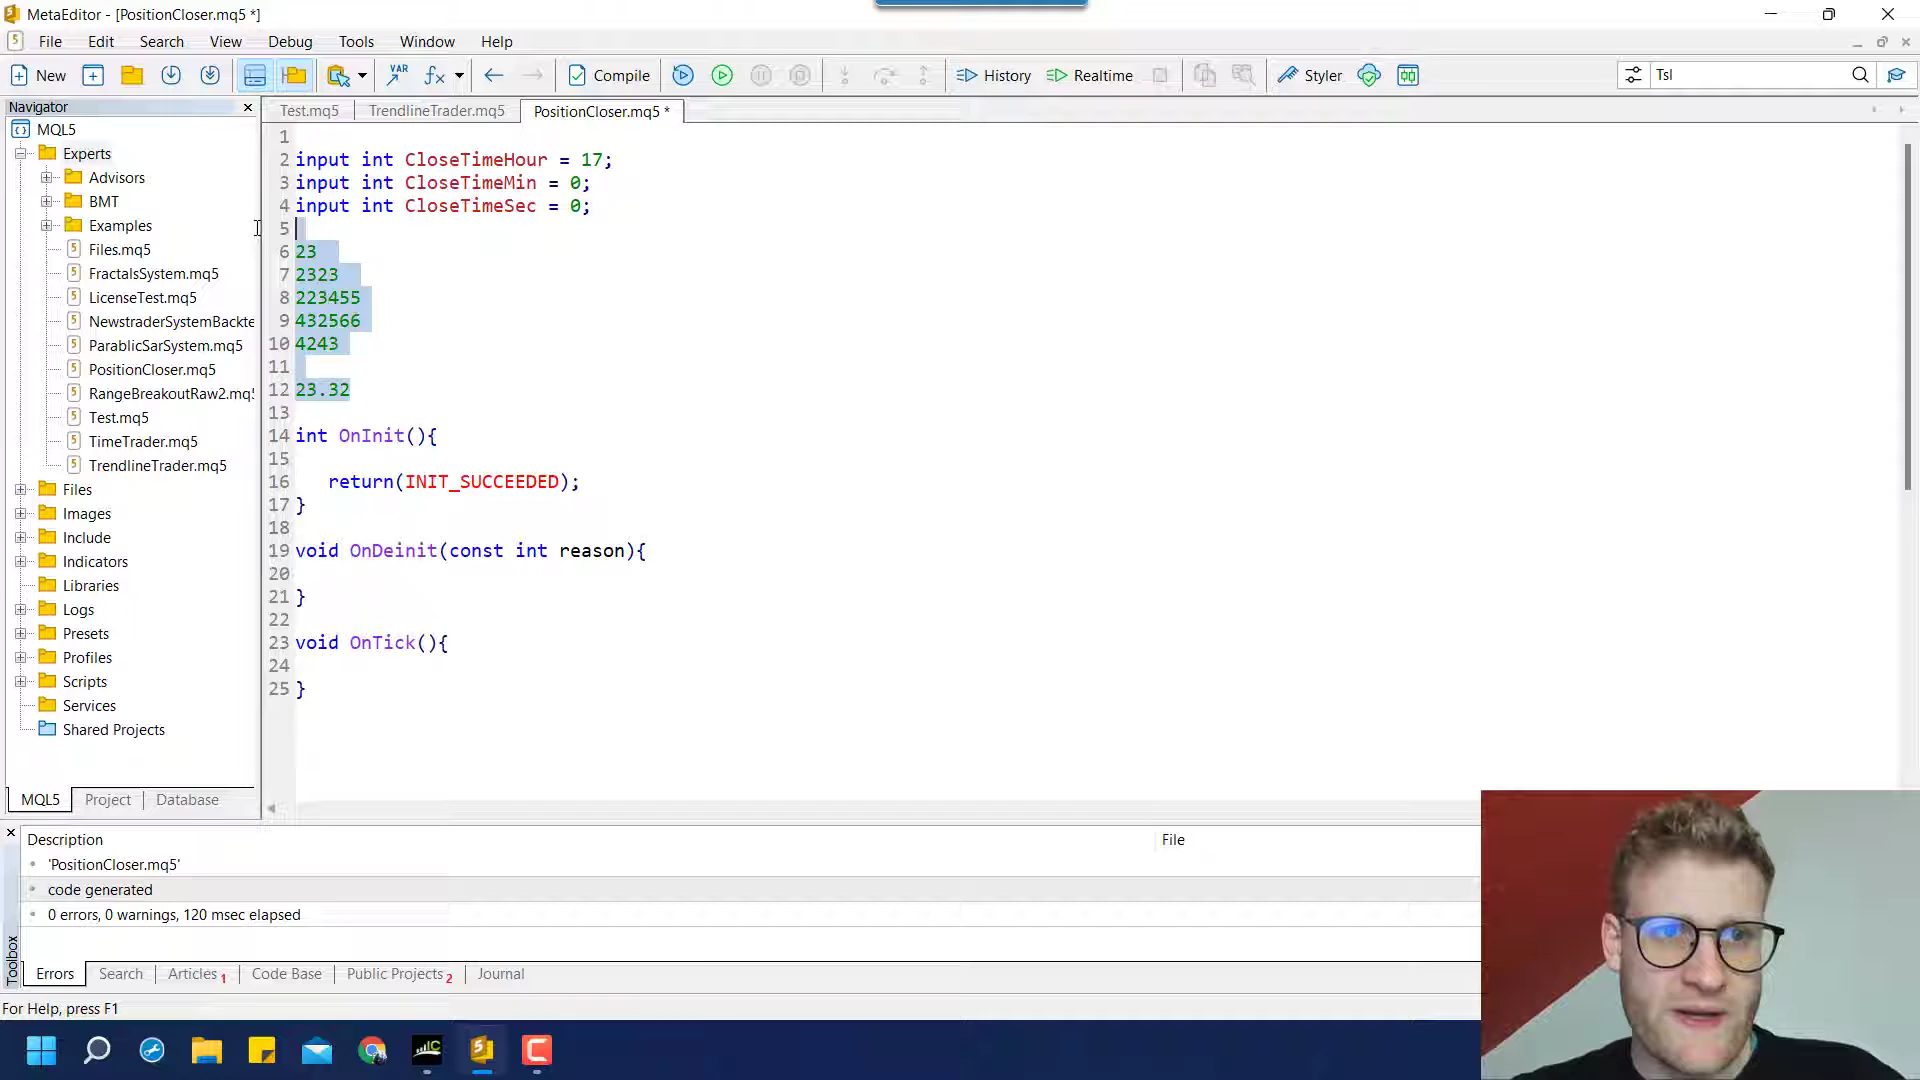 MetaEditor - [PositionCloser.mq5 *]
File Edit Search View Debug Tools Window Help
New VAR Compile History Realtime Styler Tsl
Navigator
Test.mq5 TrendlineTrader.mq5 PositionCloser.mq5 *
MQL5
Experts
Advisors
BMT
Examples
Files.mq5
FractalsSystem.mq5
LicenseTest.mq5
NewstraderSystemBackte
ParablicSarSystem.mq5
PositionCloser.mq5
RangeBreakoutRaw2.mq5
Test.mq5
TimeTrader.mq5
TrendlineTrader.mq5
Files
Images
Include
Indicators
Libraries
Logs
Presets
Profiles
Scripts
Services
Shared Projects
MQL5 Project Database
1
2 input int CloseTimeHour = 17;
3 input int CloseTimeMin = 0;
4 input int CloseTimeSec = 0;
5
6 23
7 2323
8 223455
9 432566
10 4243
11
12 23.32
13
14 int OnInit(){
15
16 return(INIT_SUCCEEDED);
17 }
18
19 void OnDeinit(const int reason){
20
21 }
22
23 void OnTick(){
24
25 }
Description File
'PositionCloser.mq5'
code generated
0 errors, 0 warnings, 120 msec elapsed
Toolbox
Errors Search Articles 1 Code Base Public Projects 2 Journal
For Help, press F1
IC